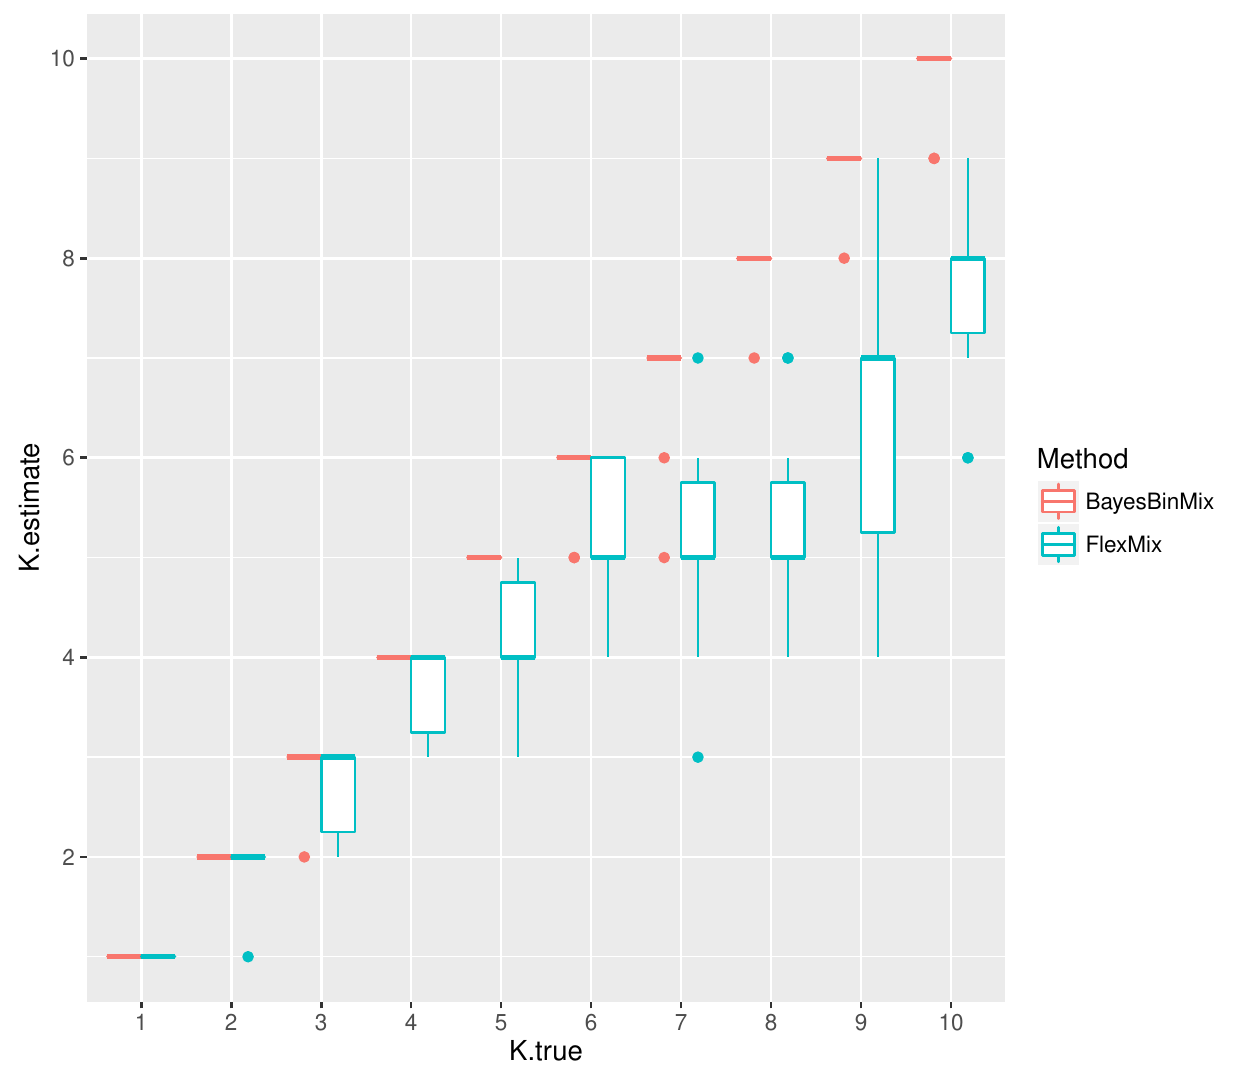 10
8
6
4
2
K.estimate
1 2 3 4 5 6 7 8 9 10
K.true
Method
BayesBinMix
FlexMix